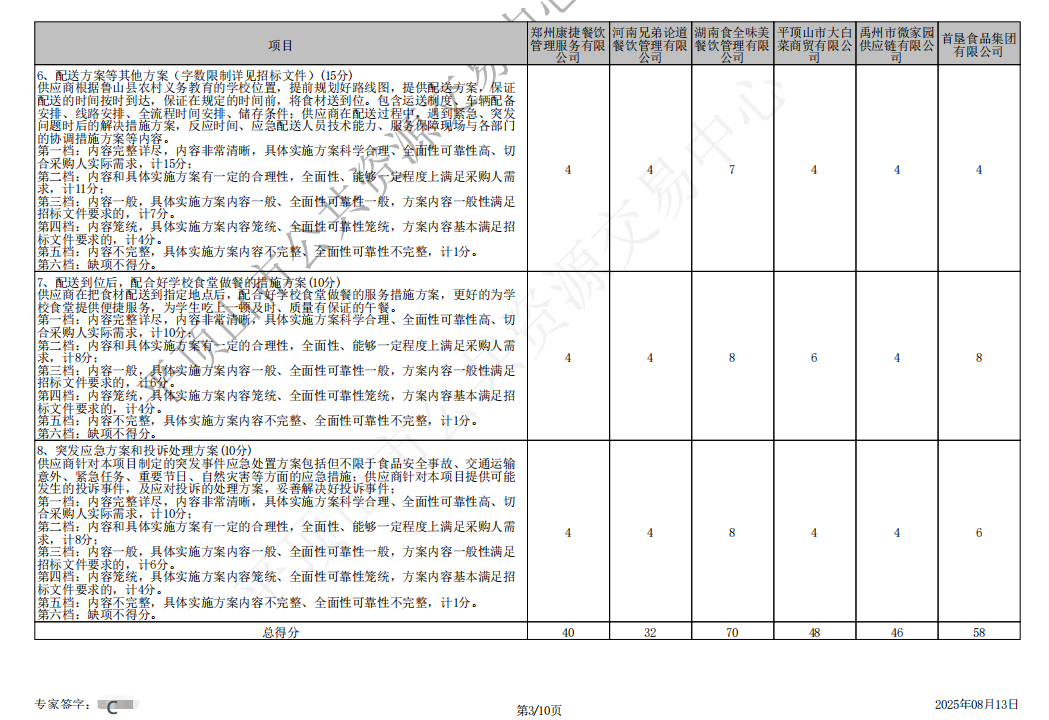 项目
郑州康捷餐饮
管理服务有限
公司
河南兄弟论道
餐饮管理有限
公司
湖南食全味美
餐饮管理有限
公司
平顶山市大白
菜商贸有限公
司
禹州市微家园
供应链有限公
司
首垦食品集团
有限公司
6、配送方案等其他方案（字数限制详见招标文件）(15分)
供应商根据鲁山县农村义务教育的学校位置，提前规划好路线图，提供配送方案，保证
配送的时间按时到达，保证在规定的时间前，将食材送到位。包含运送制度、车辆配备
安排、线路安排、全流程时间安排、储存条件；供应商在配送过程中，遇到紧急、突发
问题时后的解决措施方案，反应时间、应急配送人员技术能力、服务保障现场与各部门
的协调措施方案等内容。
第一档：内容完整详尽，内容非常清晰，具体实施方案科学合理、全面性可靠性高、切
合采购人实际需求，计15分；
第二档：内容和具体实施方案有一定的合理性，全面性、能够一定程度上满足采购人需
求，计11分；
第三档：内容一般，具体实施方案内容一般、全面性可靠性一般，方案内容一般性满足
招标文件要求的，计7分。
第四档：内容笼统，具体实施方案内容笼统、全面性可靠性笼统，方案内容基本满足招
标文件要求的，计4分。
第五档：内容不完整，具体实施方案内容不完整、全面性可靠性不完整，计1分。
第六档：缺项不得分。
4 4 7 4 4 4
7、配送到位后，配合好学校食堂做餐的措施方案(10分)
供应商在把食材配送到指定地点后，配合好学校食堂做餐的服务措施方案，更好的为学
校食堂提供便捷服务，为学生吃上一顿及时、质量有保证的午餐。
第一档：内容完整详尽，内容非常清晰，具体实施方案科学合理、全面性可靠性高、切
合采购人实际需求，计10分；
第二档：内容和具体实施方案有一定的合理性，全面性、能够一定程度上满足采购人需
求，计8分；
第三档：内容一般，具体实施方案内容一般、全面性可靠性一般，方案内容一般性满足
招标文件要求的，计6分。
第四档：内容笼统，具体实施方案内容笼统、全面性可靠性笼统，方案内容基本满足招
标文件要求的，计4分。
第五档：内容不完整，具体实施方案内容不完整、全面性可靠性不完整，计1分。
第六档：缺项不得分。
4 4 8 6 4 8
8、突发应急方案和投诉处理方案(10分)
供应商针对本项目制定的突发事件应急处置方案包括但不限于食品安全事故、交通运输
意外、紧急任务、重要节日、自然灾害等方面的应急措施；供应商针对本项目提供可能
发生的投诉事件，及应对投诉的处理方案，妥善解决好投诉事件；
第一档：内容完整详尽，内容非常清晰，具体实施方案科学合理、全面性可靠性高、切
合采购人实际需求，计10分；
第二档：内容和具体实施方案有一定的合理性，全面性、能够一定程度上满足采购人需
求，计8分；
第三档：内容一般，具体实施方案内容一般、全面性可靠性一般，方案内容一般性满足
招标文件要求的，计6分。
第四档：内容笼统，具体实施方案内容笼统、全面性可靠性笼统，方案内容基本满足招
标文件要求的，计4分。
第五档：内容不完整，具体实施方案内容不完整、全面性可靠性不完整，计1分。
第六档：缺项不得分。
4 4 8 4 4 6
总得分 40 32 70 48 46 58
专家签字： C
第3/10页
2025年08月13日
平顶山市公共资源交易中心
平顶山市公共资源交易中心